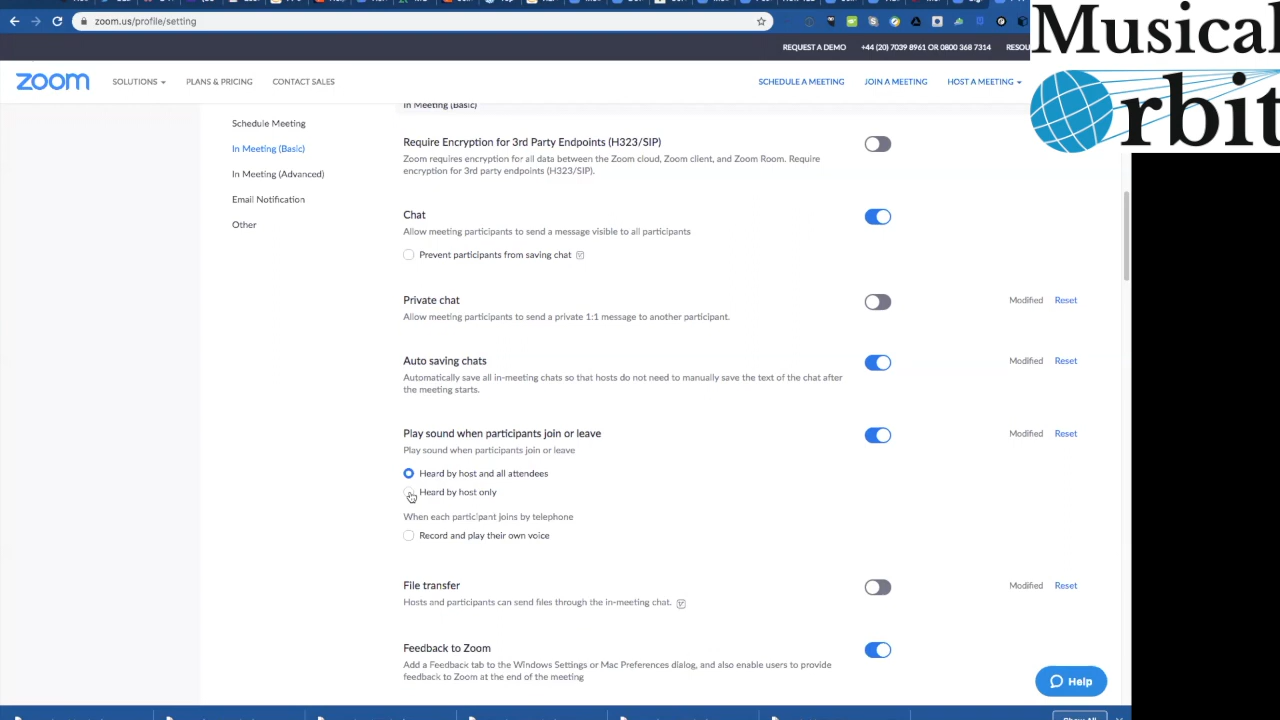 zoom.us/profile/setting
Musical
Orbit
REQUEST A DEMO
+44 (20) 7039 8961 OR 0800 368 7314
zoom
SOLUTIONS
PLANS & PRICING
CONTACT SALES
SCHEDULE A MEETING
JOIN A MEETING
HOST A MEETING
In Meeting (Basic)
Schedule Meeting
In Meeting (Basic)
In Meeting (Advanced)
Email Notification
Other
Require Encryption for 3rd Party Endpoints (H323/SIP)
Zoom requires encryption for all data between the Zoom cloud, Zoom client, and Zoom Room. Require
encryption for 3rd party endpoints (H323/SIP).
Chat
Allow meeting participants to send a message visible to all participants
Prevent participants from saving chat
Private chat
Modified Reset
Allow meeting participants to send a private 1:1 message to another participant.
Auto saving chats
Modified Reset
Automatically save all in-meeting chats so that hosts do not need to manually save the text of the chat after
the meeting starts.
Play sound when participants join or leave
Modified Reset
Play sound when participants join or leave
Heard by host and all attendees
Heard by host only
When each participant joins by telephone
Record and play their own voice
File transfer
Modified Reset
Hosts and participants can send files through the in-meeting chat.
Feedback to Zoom
Add a Feedback tab to the Windows Settings or Mac Preferences dialog, and also enable users to provide
feedback to Zoom at the end of the meeting
Help